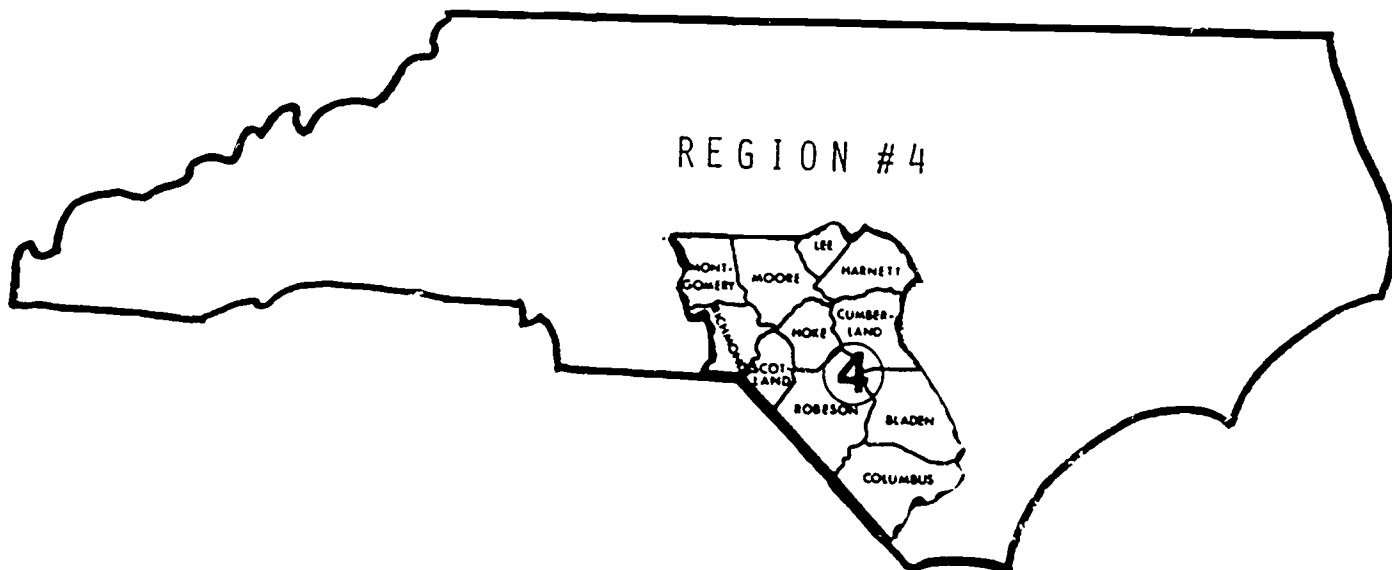 REGION #4
LEE
MONT-
GOMERY
MOORE
HARNETT
RICHMOND
HOKE
CUMBER-
LAND
SCOT-
LAND
4
ROBESON
BLADEN
COLUMBUS